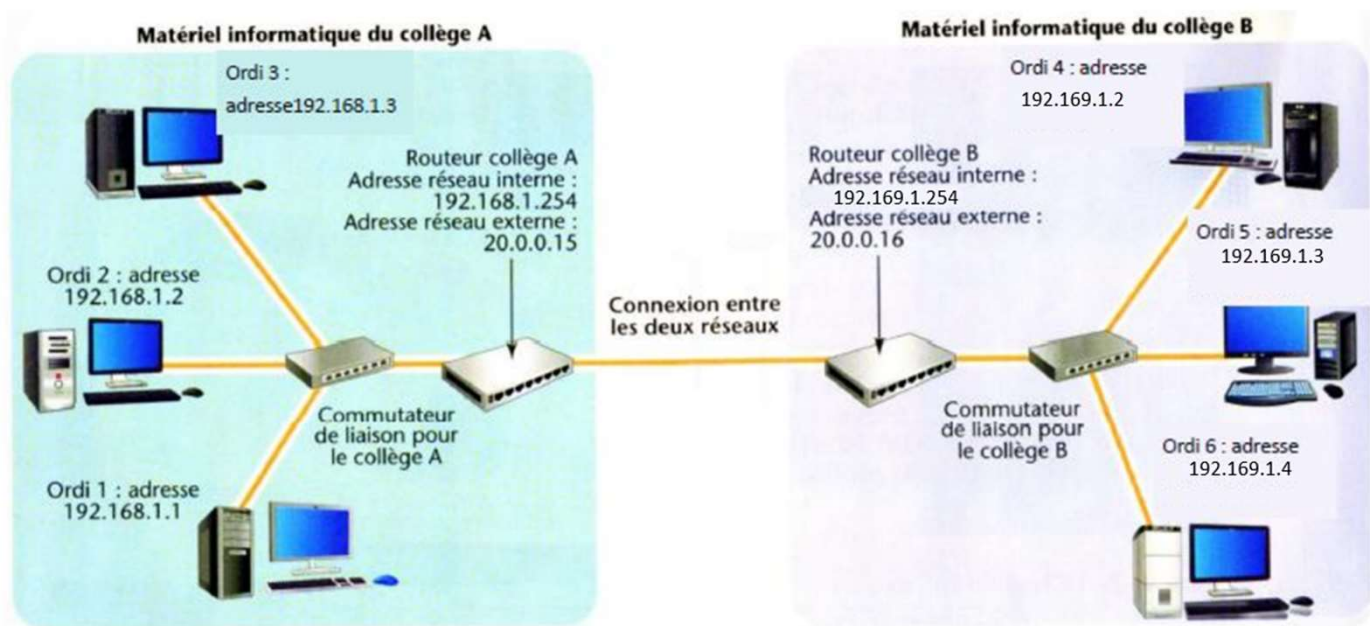 Matériel informatique du collège A
Ordi 3 :
adresse192.168.1.3
Routeur collège A
Adresse réseau interne :
192.168.1.254
Adresse réseau externe :
20.0.0.15
Ordi 2 : adresse
192.168.1.2
Commutateur
de liaison pour
le collège A
Ordi 1 : adresse
192.168.1.1
Connexion entre
les deux réseaux
Matériel informatique du collège B
Ordi 4 : adresse
192.169.1.2
Routeur collège B
Adresse réseau interne :
192.169.1.254
Adresse réseau externe :
20.0.0.16
Ordi 5 : adresse
192.169.1.3
Commutateur
de liaison pour
le collège B
Ordi 6 : adresse
192.169.1.4